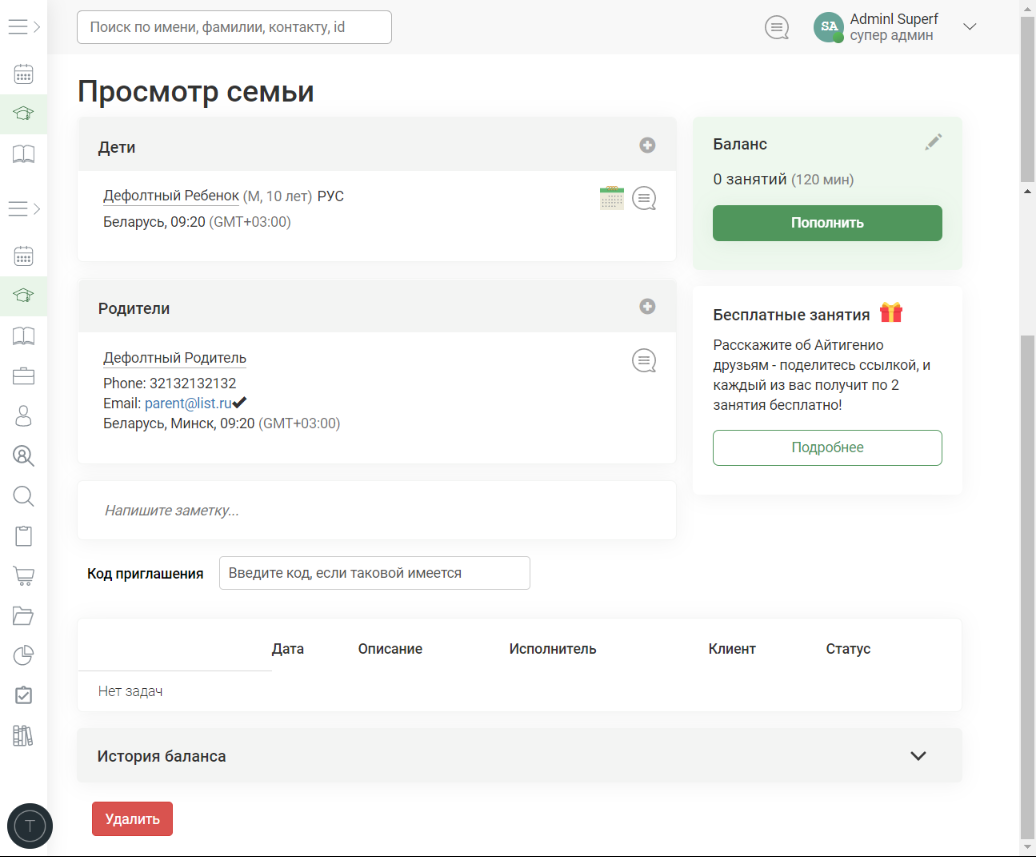 Поиск по имени, фамилии, контакту, id
SA
Adminl Superf
супер админ
Просмотр семьи
Дети
Дефолтный Ребенок (М, 10 лет) РУС
Беларусь, 09:20 (GMT+03:00)
Баланс
0 занятий (120 мин)
Пополнить
Родители
Дефолтный Родитель
Phone: 32132132132
Email: parent@list.ru
Беларусь, Минск, 09:20 (GMT+03:00)
Бесплатные занятия
Расскажите об Айтигенио
друзьям - поделитесь ссылкой, и
каждый из вас получит по 2
занятия бесплатно!
Подробнее
Напишите заметку...
Код приглашения
Введите код, если таковой имеется
Дата Описание Исполнитель Клиент Статус
Нет задач
История баланса
Удалить
T